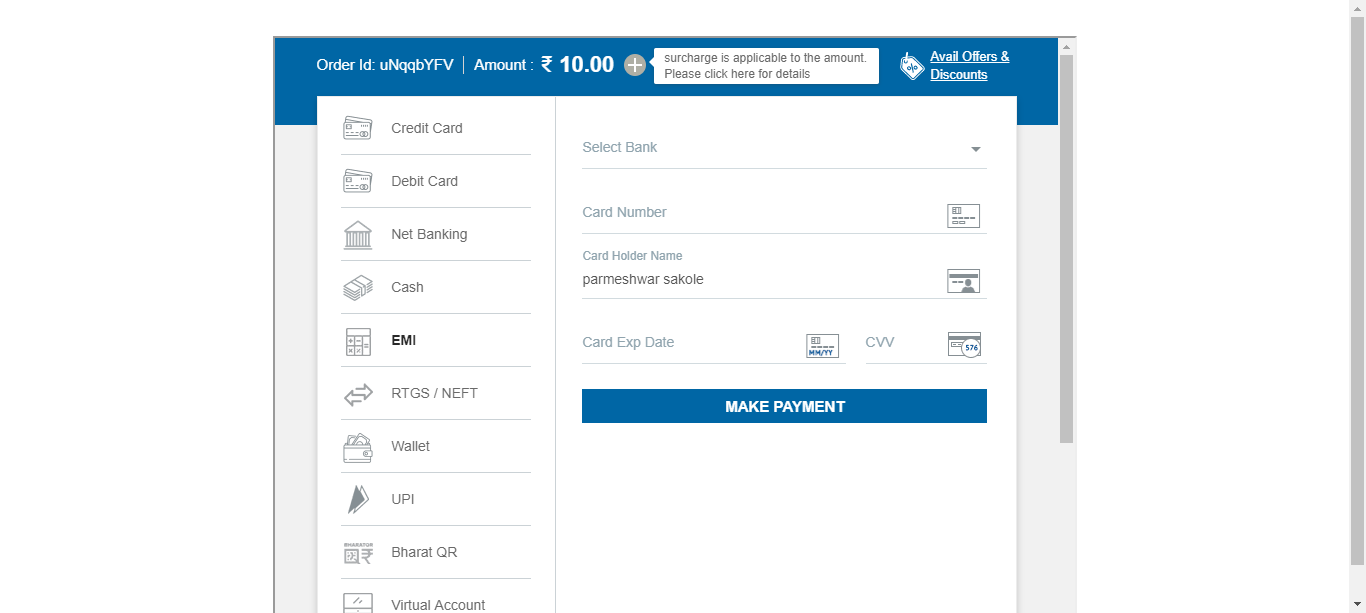 Order Id: uNqqbYFV Amount : ₹ 10.00
surcharge is applicable to the amount.
Please click here for details
Avail Offers &
Discounts
Credit Card
Debit Card
Net Banking
Cash
EMI
RTGS / NEFT
Wallet
UPI
BHARATQR
Bharat QR
Virtual Account
Select Bank
Card Number
Card Holder Name
parmeshwar sakole
Card Exp Date
MM/YY
CVV
576
MAKE PAYMENT